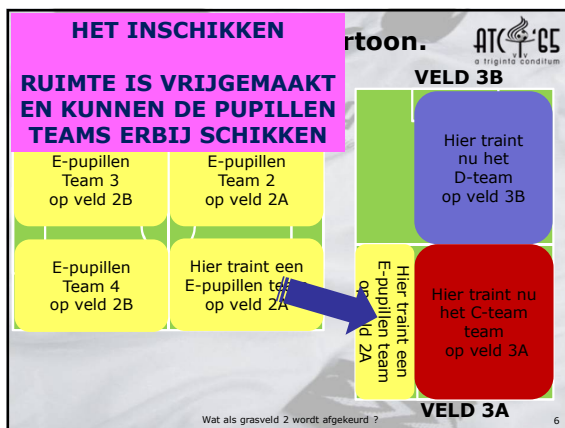 HET INSCHIKKEN
RUIMTE IS VRIJGEMAAKT
EN KUNNEN DE PUPILLEN
TEAMS ERBIJ SCHIKKEN
rtoon.
ATC '65
a triginta conditum
VELD 3B
E-pupillen
Team 3
op veld 2B
E-pupillen
Team 2
op veld 2A
Hier traint
nu het
D-team
op veld 3B
E-pupillen
Team 4
op veld 2B
Hier traint een
E-pupillen team
op veld 2A
Hier traint een
E-pupillen team
op veld 2A
Hier traint nu
het C-team
team
op veld 3A
VELD 3A
Wat als grasveld 2 wordt afgekeurd ?
6